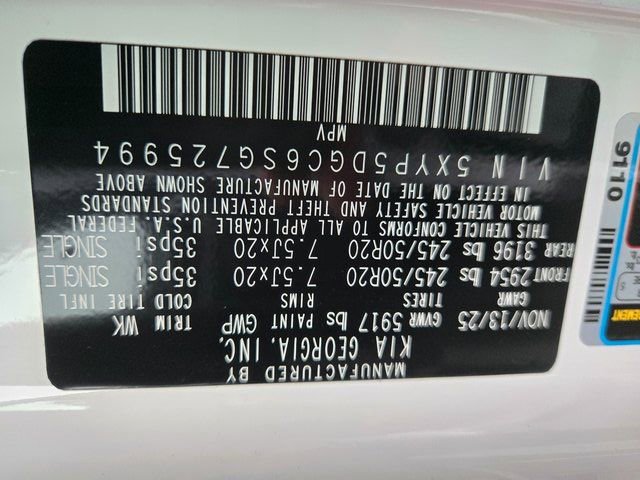 MANUFACTURED BY
KIA GEORGIA, INC.
NOV/13/25 GVWR 5917 lbs PAINT GWP TRIM WK
GAWR TIRES RIMS COLD TIRE INFL
FRONT 2954 lbs 245/50R20 7.5Jx20 35psi SINGLE
REAR 3196 lbs 245/50R20 7.5Jx20 35psi SINGLE
THIS VEHICLE CONFORMS TO ALL APPLICABLE U.S.A. FEDERAL
MOTOR VEHICLE SAFETY AND THEFT PREVENTION STANDARDS
IN EFFECT ON THE DATE OF MANUFACTURE SHOWN ABOVE
VIN 5XYP5DGC6SG725994
MPV
9110